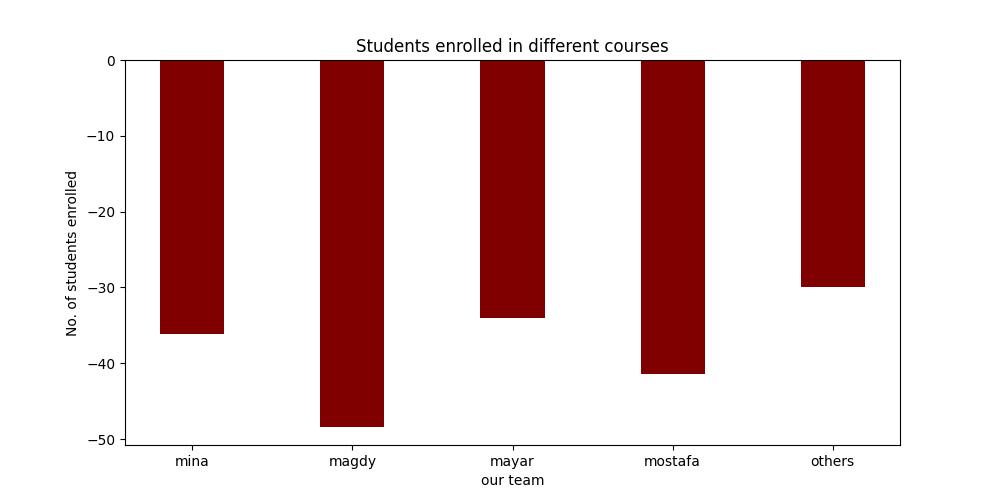 Students enrolled in different courses
0
−10
−20
−30
−40
−50
No. of students enrolled
mina magdy mayar mostafa others
our team